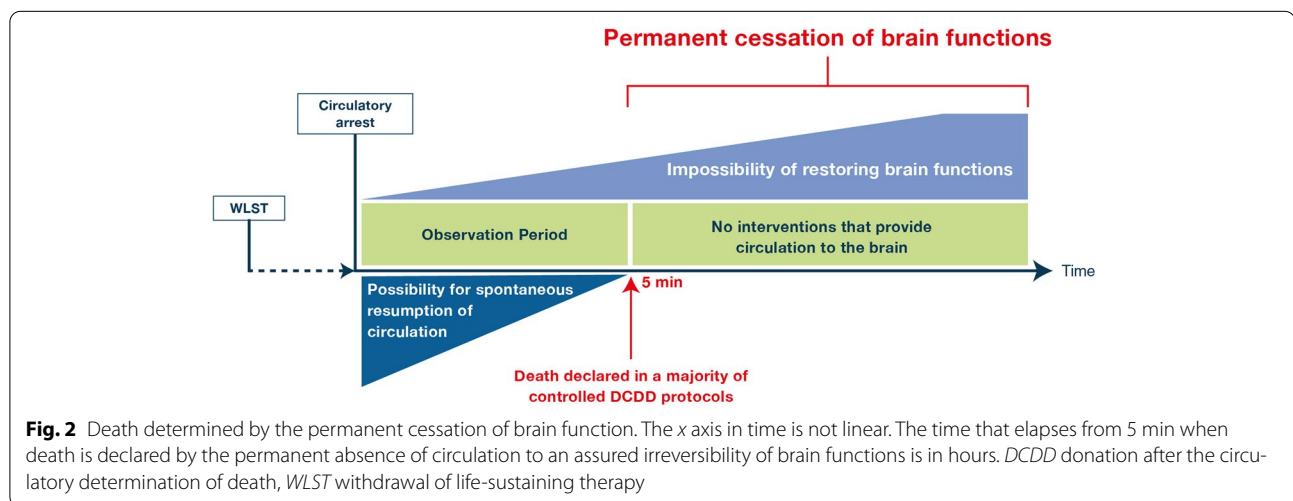 Permanent cessation of brain functions
Circulatory
arrest
Impossibility of restoring brain functions
WLST
Observation Period
No interventions that provide
circulation to the brain
Time
Possibility for spontaneous
resumption of
circulation
5 min
Death declared in a majority of
controlled DCDD protocols
Fig. 2 Death determined by the permanent cessation of brain function. The x axis in time is not linear. The time that elapses from 5 min when
death is declared by the permanent absence of circulation to an assured irreversibility of brain functions is in hours. DCDD donation after the circu-
latory determination of death, WLST withdrawal of life-sustaining therapy